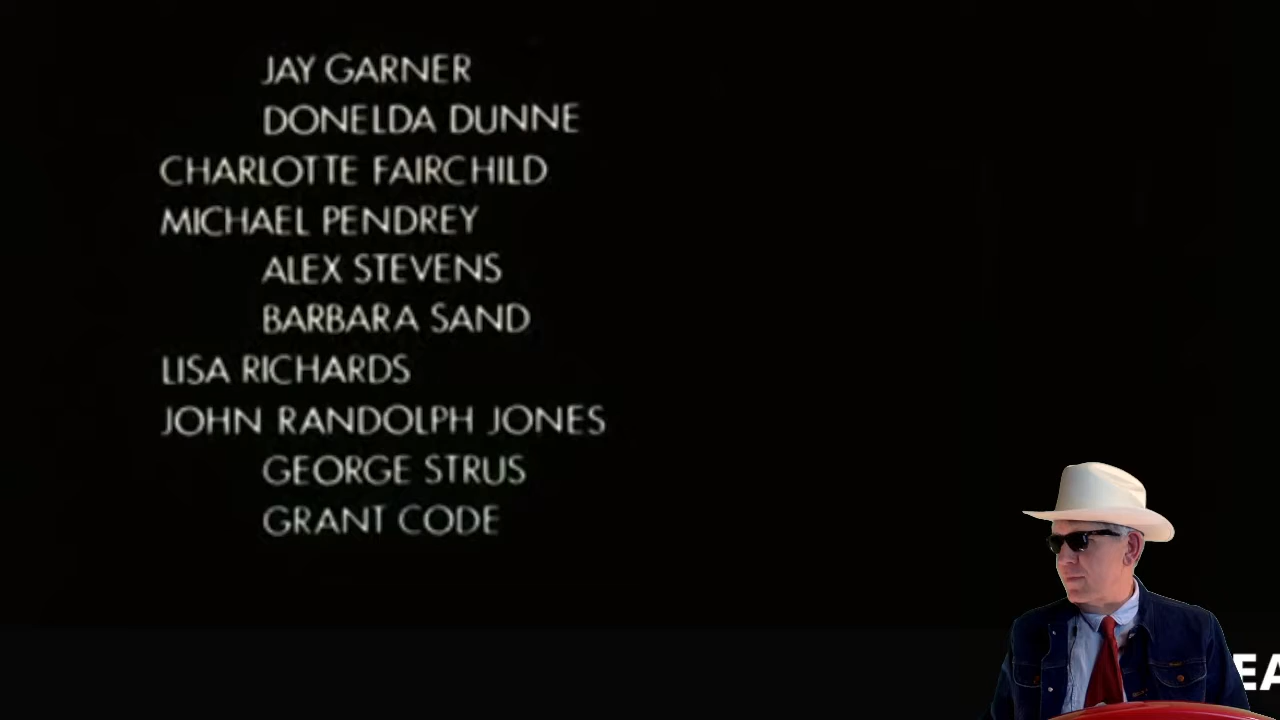 JAY GARNER
DONELDA DUNNE
CHARLOTTE FAIRCHILD
MICHAEL PENDREY
ALEX STEVENS
BARBARA SAND
LISA RICHARDS
JOHN RANDOLPH JONES
GEORGE STRUS
GRANT CODE
EA